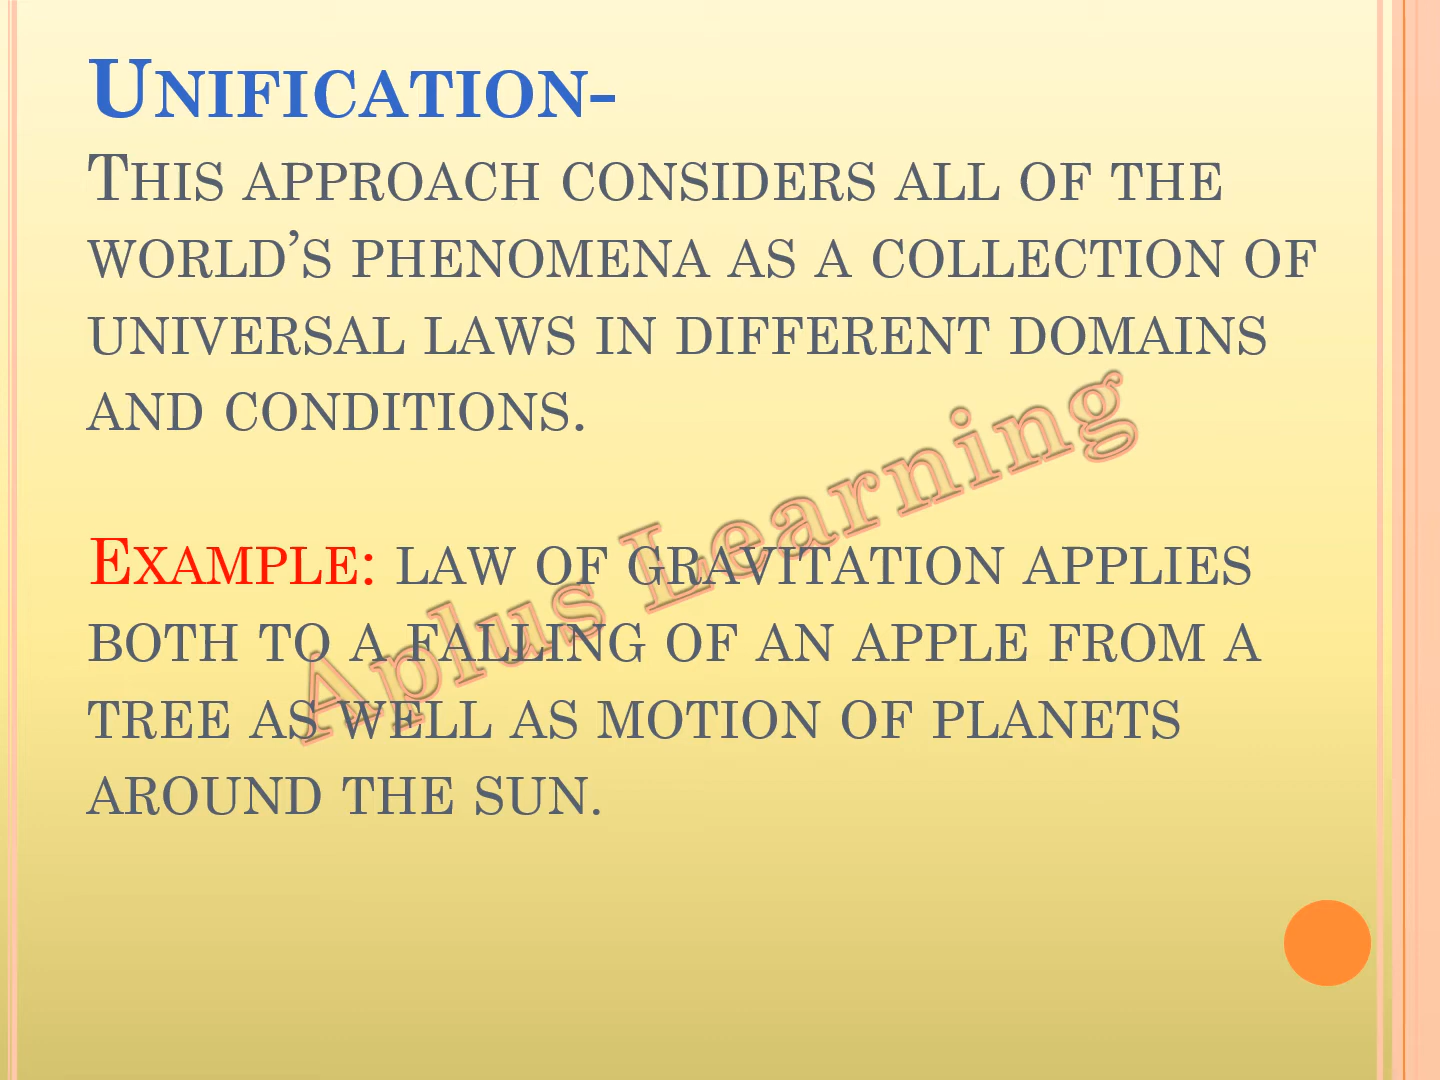 UNIFICATION-
THIS APPROACH CONSIDERS ALL OF THE
WORLD’S PHENOMENA AS A COLLECTION OF
UNIVERSAL LAWS IN DIFFERENT DOMAINS
AND CONDITIONS.
EXAMPLE: LAW OF GRAVITATION APPLIES
BOTH TO A FALLING OF AN APPLE FROM A
TREE AS WELL AS MOTION OF PLANETS
AROUND THE SUN.
Aplus Learning